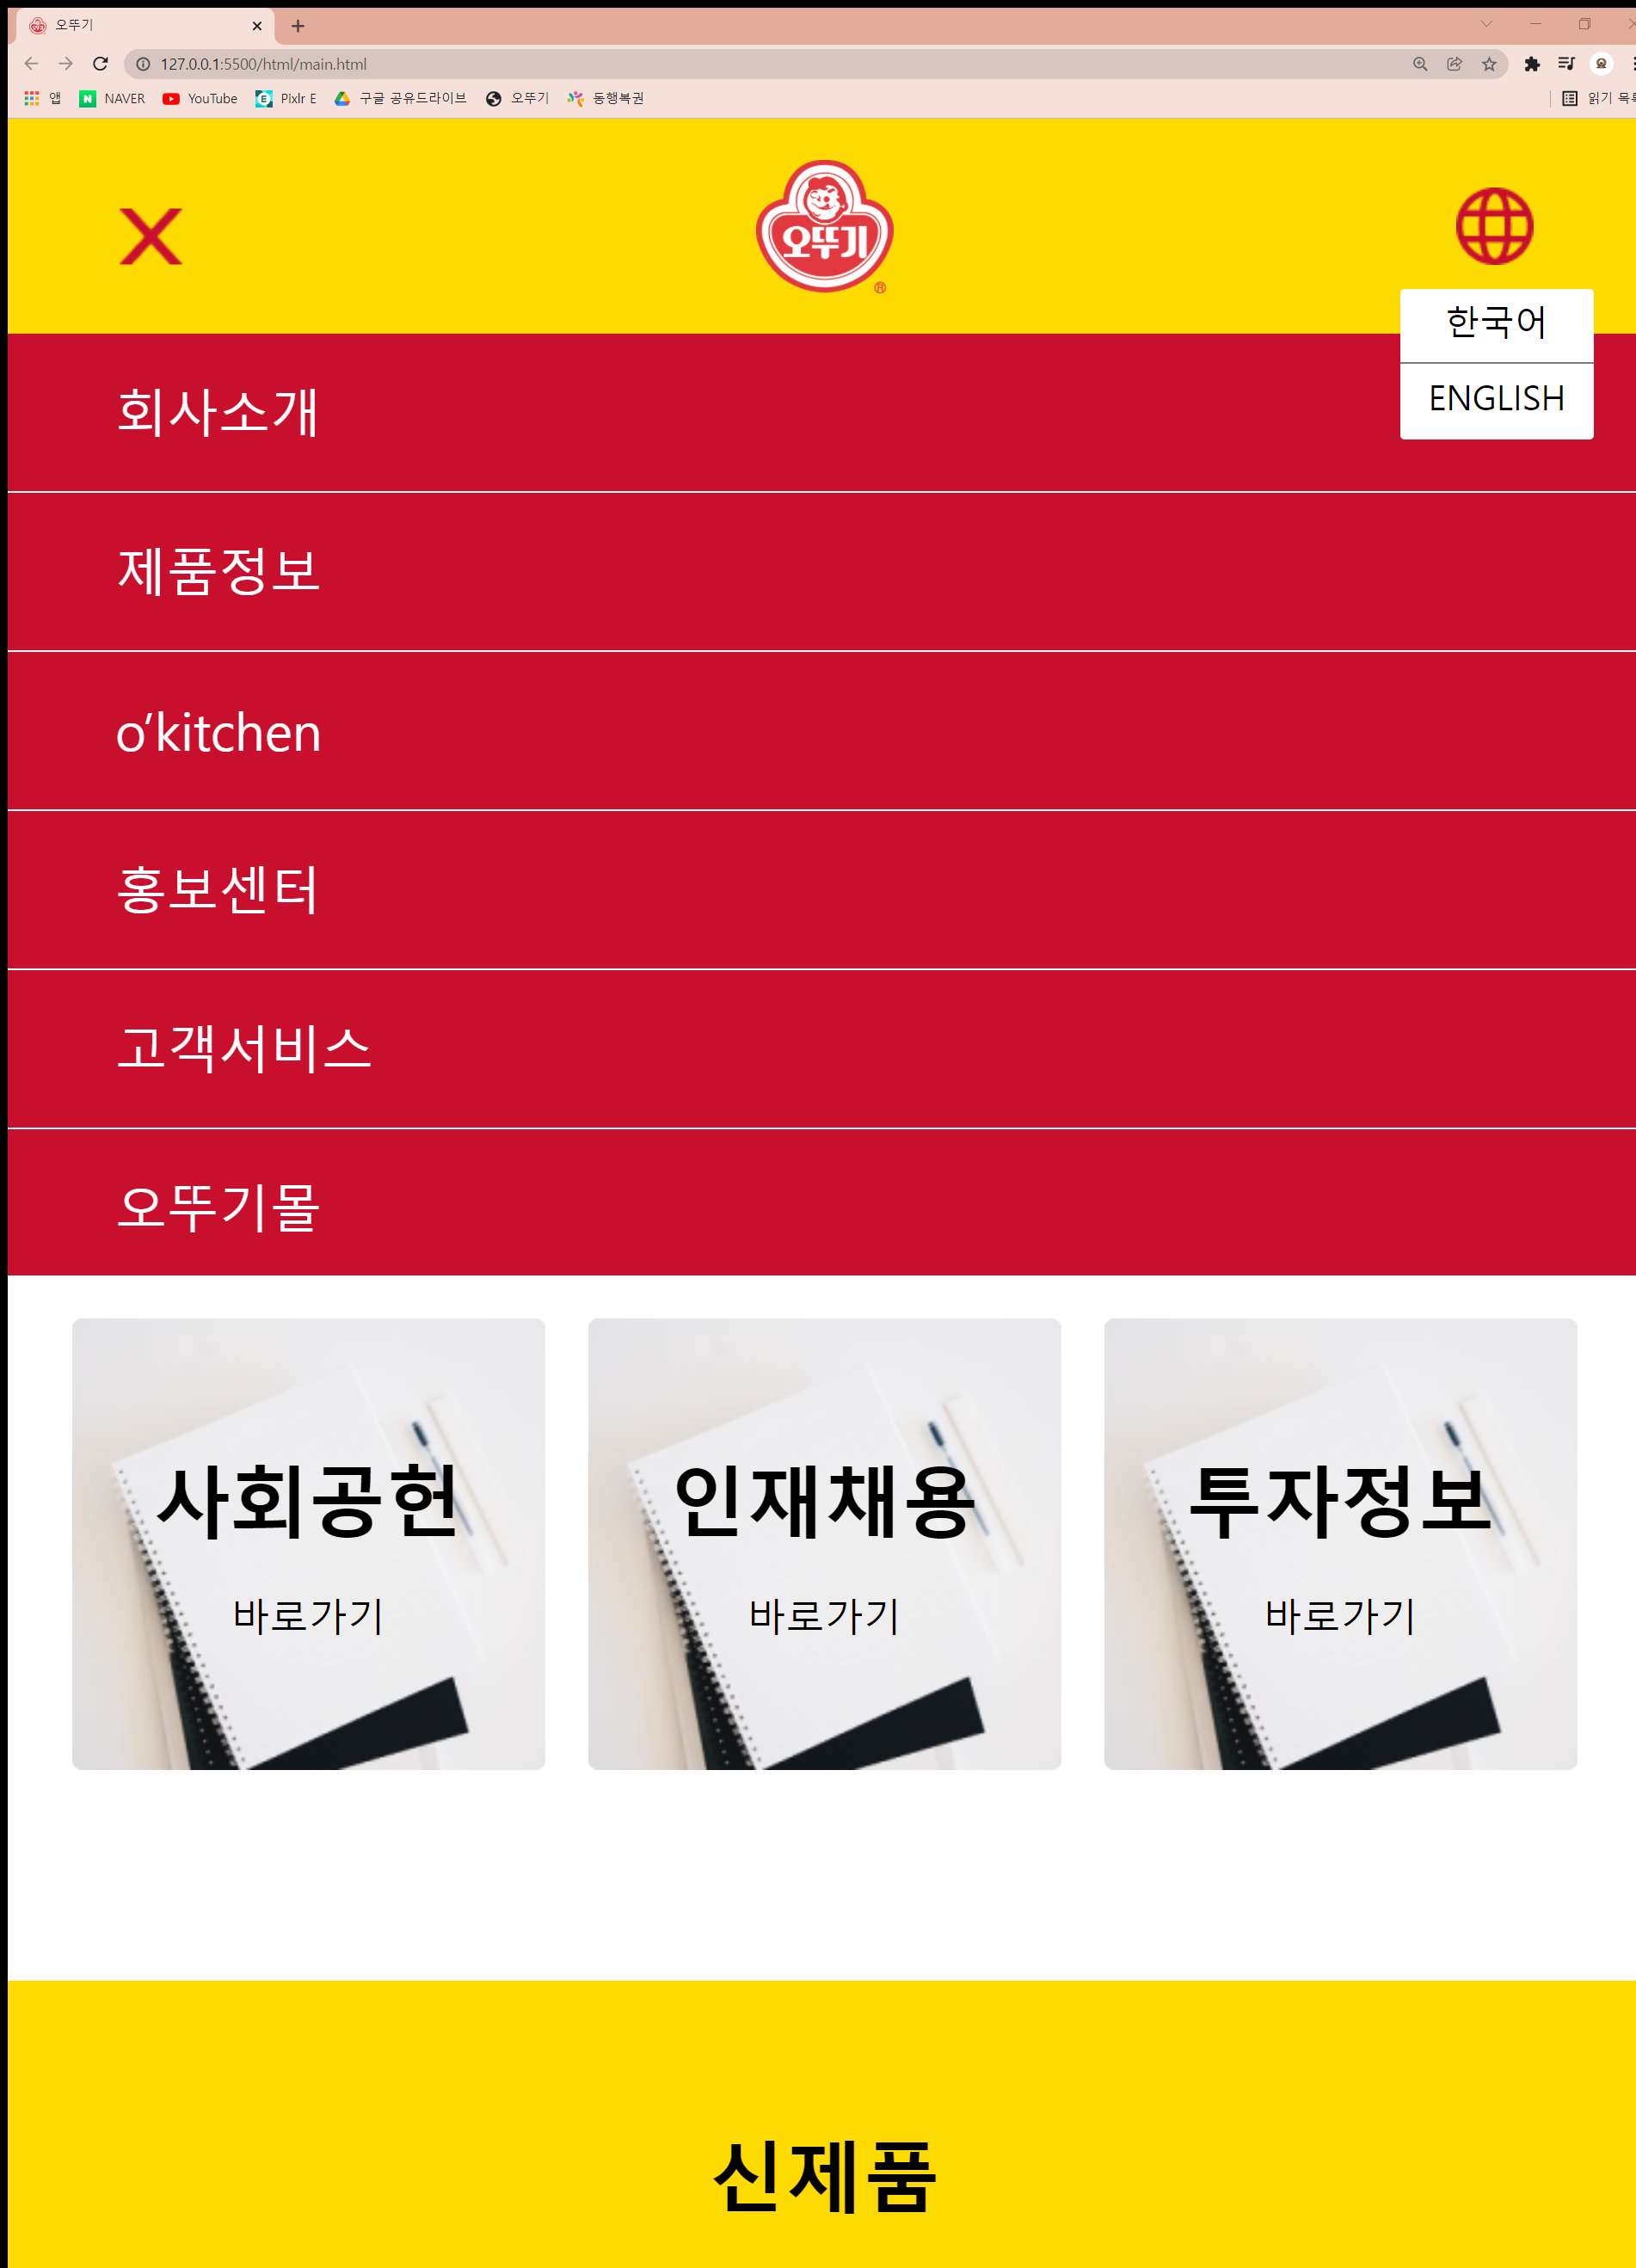 오뚜기
127.0.0.1:5500/html/main.html
앱 NAVER YouTube Pixlr E 구글 공유드라이브 오뚜기 동행복권 읽기
오뚜기
®
한국어
ENGLISH
회사소개
제품정보
o‘kitchen
홍보센터
고객서비스
오뚜기몰
사회공헌 인재채용 투자정보
바로가기 바로가기 바로가기
신제품